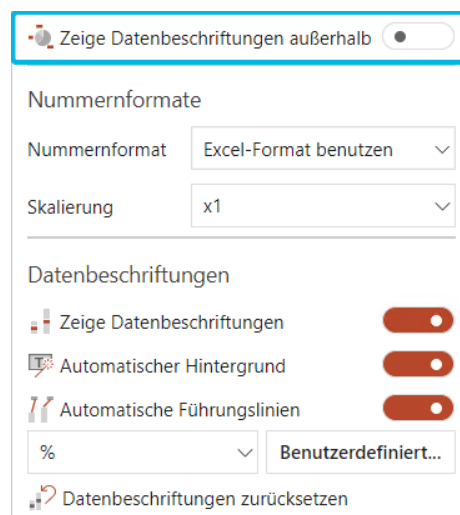 Zeige Datenbeschriftungen außerhalb
Nummernformate
Nummernformat Excel-Format benutzen
Skalierung x1
Datenbeschriftungen
Zeige Datenbeschriftungen
Automatischer Hintergrund
Automatische Führungslinien
% Benutzerdefiniert...
Datenbeschriftungen zurücksetzen